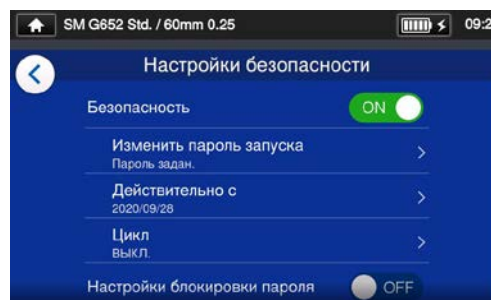 SM G652 Std. / 60mm 0.25
09:2
Настройки безопасности
Безопасность
ON
Изменить пароль запуска
Пароль задан.
Действительно с
2020/09/28
Цикл
ВЫКЛ.
Настройки блокировки пароля
OFF